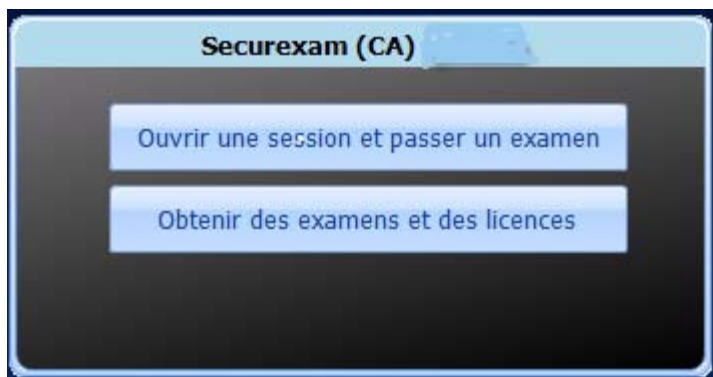 Securexam (CA)
Ouvrir une session et passer un examen
Obtenir des examens et des licences